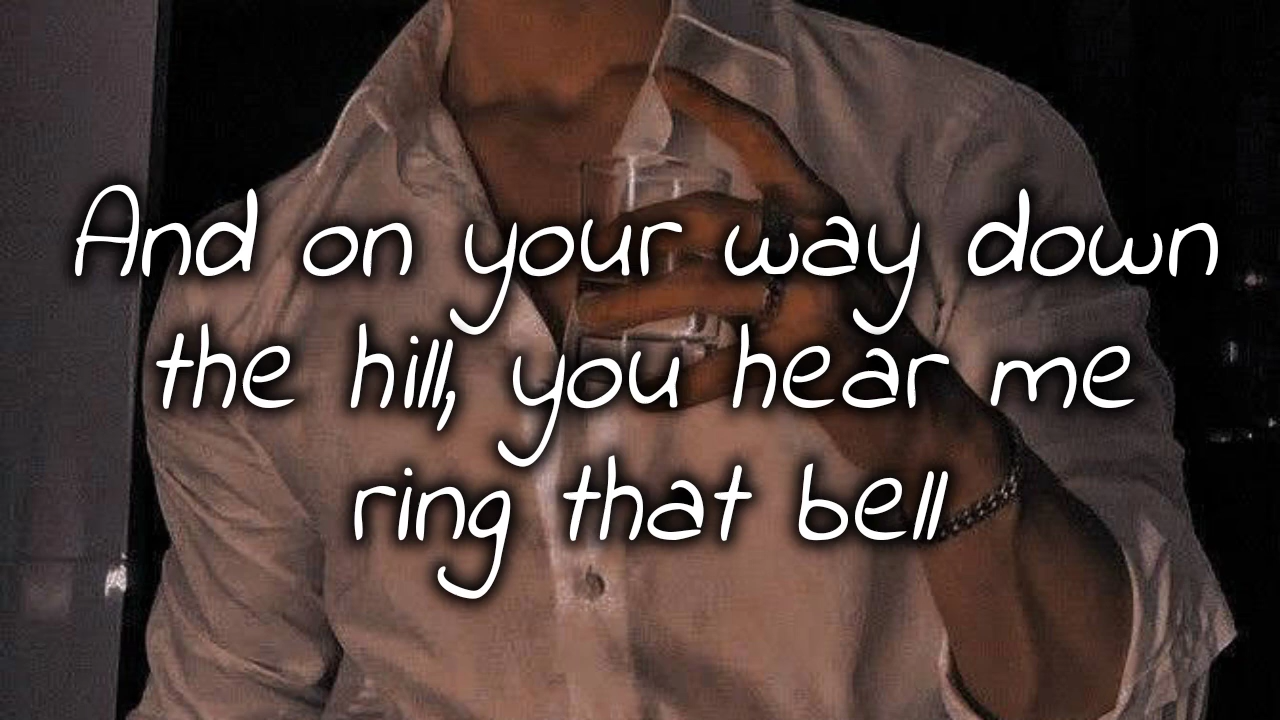 And on your way down
the hill, you hear me
ring that bell